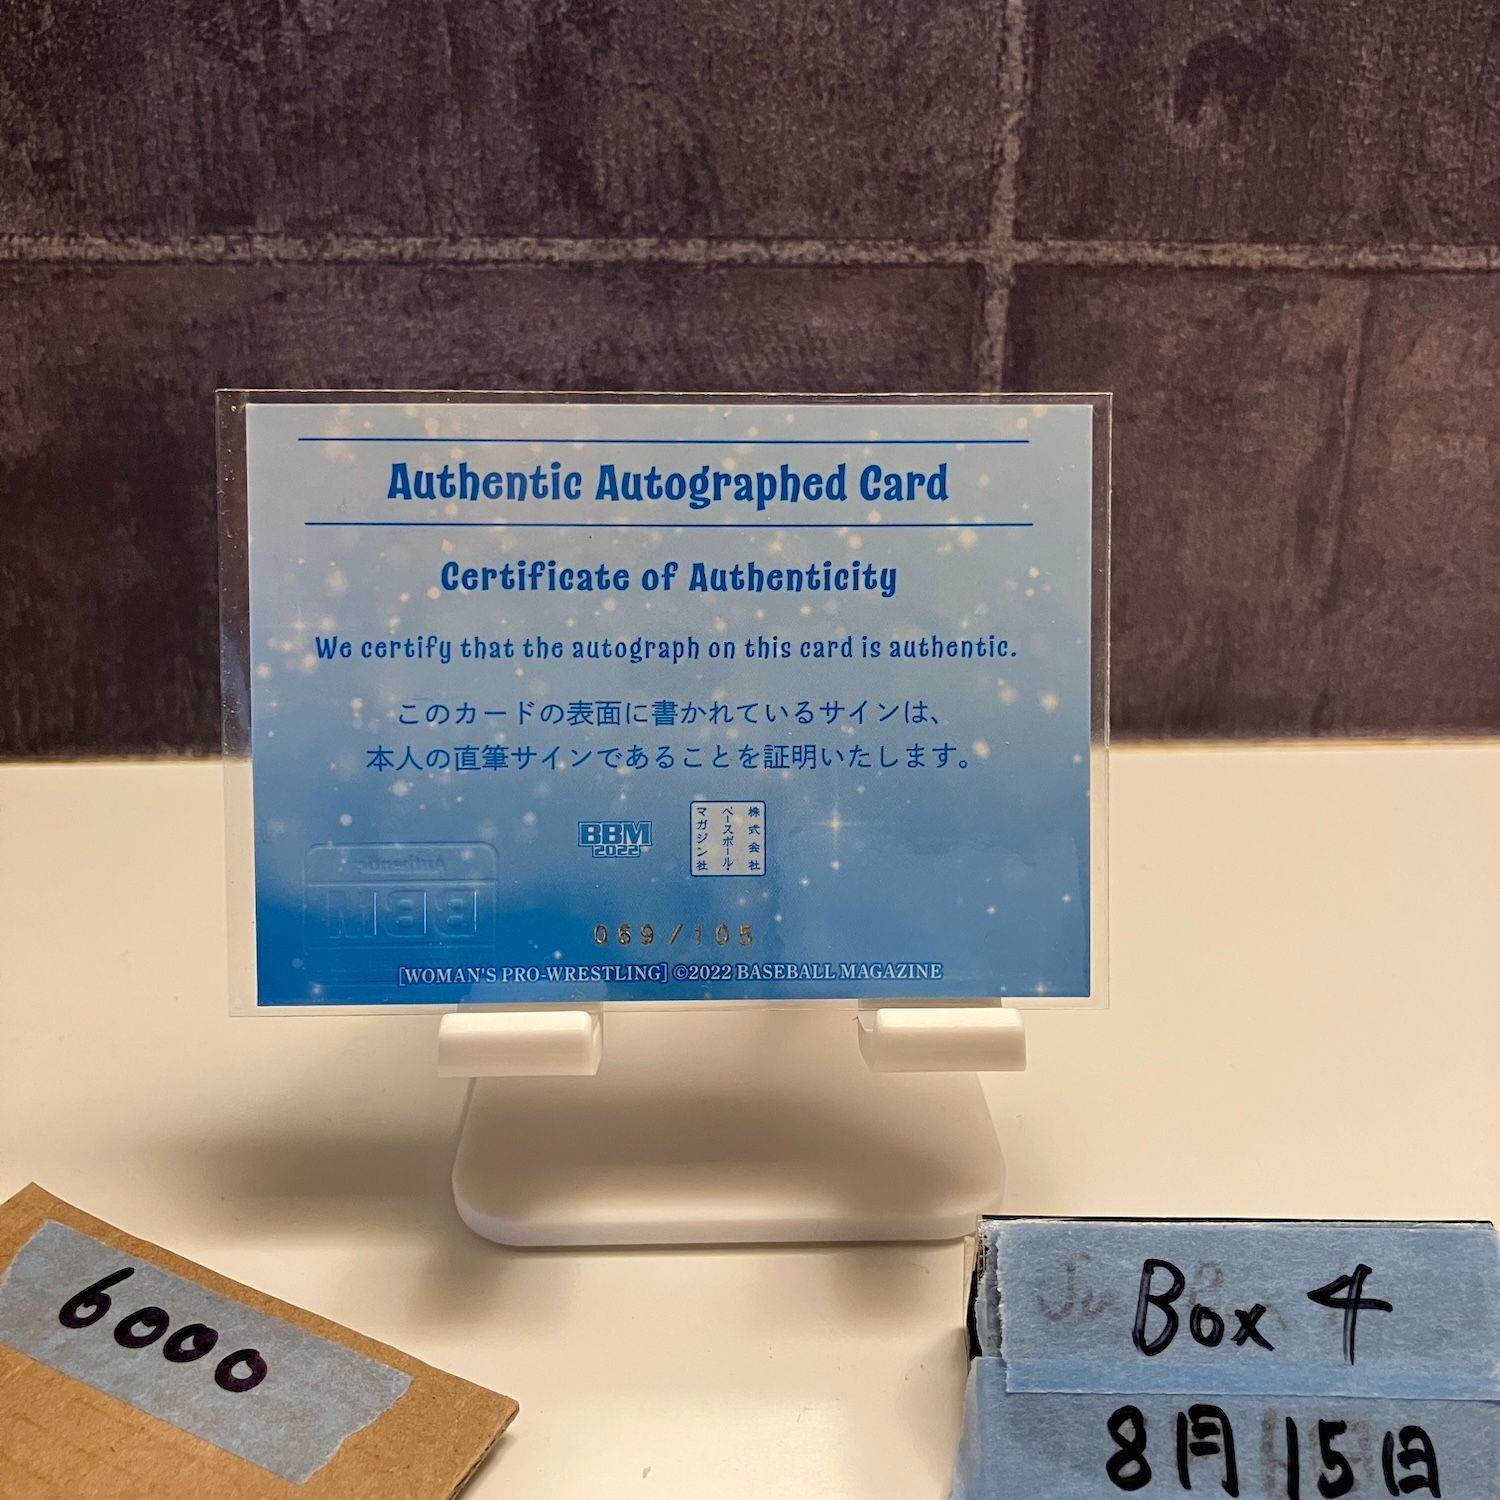 Authentic Autographed Card
Certificate of Authenticity
We certify that the autograph on this card is authentic.
このカードの表面に書かれているサインは、
本人の直筆サインであることを証明いたします。
BBM
2022
株式会社
ベースボール・
マガジン社
Authentic
BBM
069/105
[WOMAN'S PRO-WRESTLING] ©2022 BASEBALL MAGAZINE
6000
Box 4
8月15日